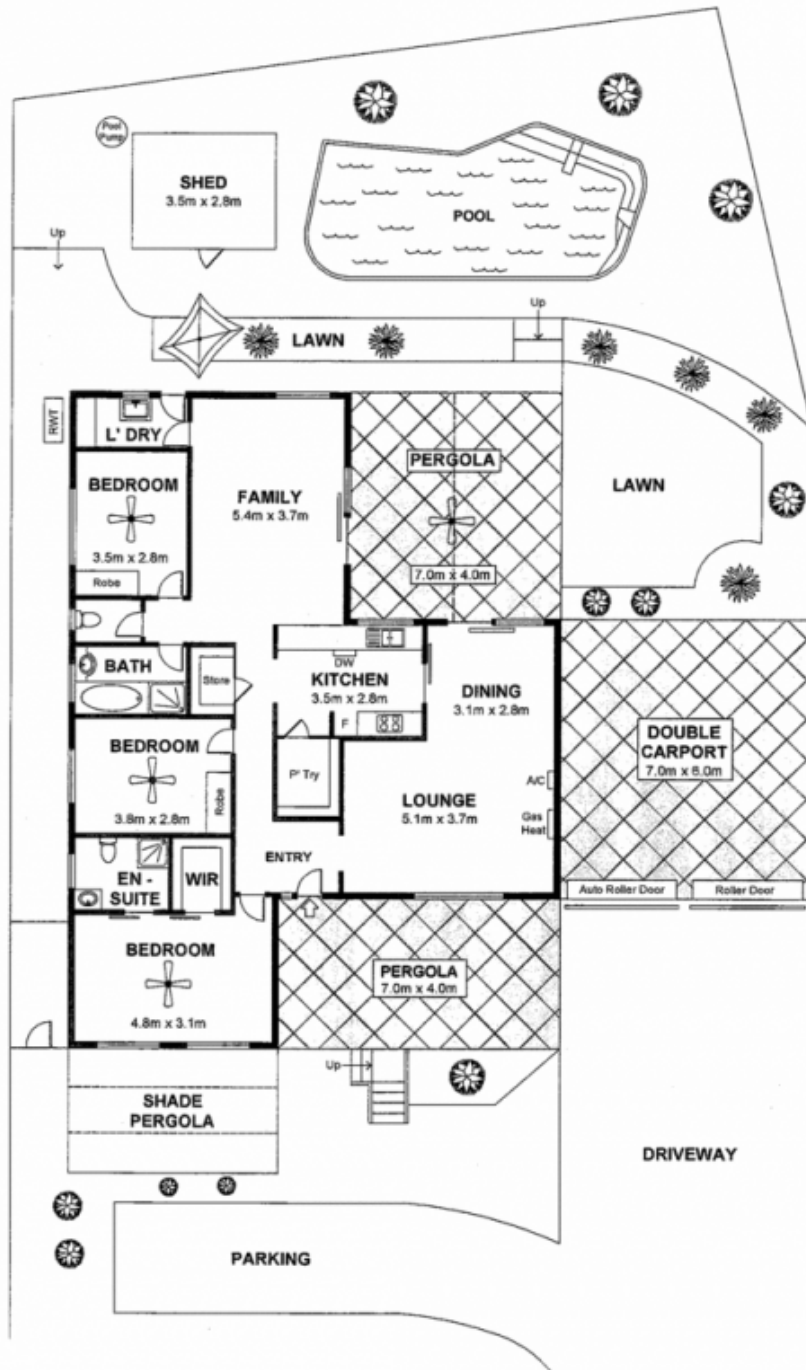 Pool
Pump
SHED
3.5m x 2.8m
POOL
Up
Up
LAWN
RWT
L' DRY
BEDROOM
3.5m x 2.8m
Robe
FAMILY
5.4m x 3.7m
PERGOLA
7.0m x 4.0m
LAWN
BATH
Store
DW
KITCHEN
3.5m x 2.8m
F
DINING
3.1m x 2.8m
DOUBLE
CARPORT
7.0m x 6.0m
BEDROOM
3.8m x 2.8m
Robe
P' Try
LOUNGE
5.1m x 3.7m
A/C
Gas
Heat
ENTRY
EN -
SUITE
WIR
Auto Roller Door
Roller Door
BEDROOM
4.8m x 3.1m
PERGOLA
7.0m x 4.0m
Up
SHADE
PERGOLA
DRIVEWAY
PARKING